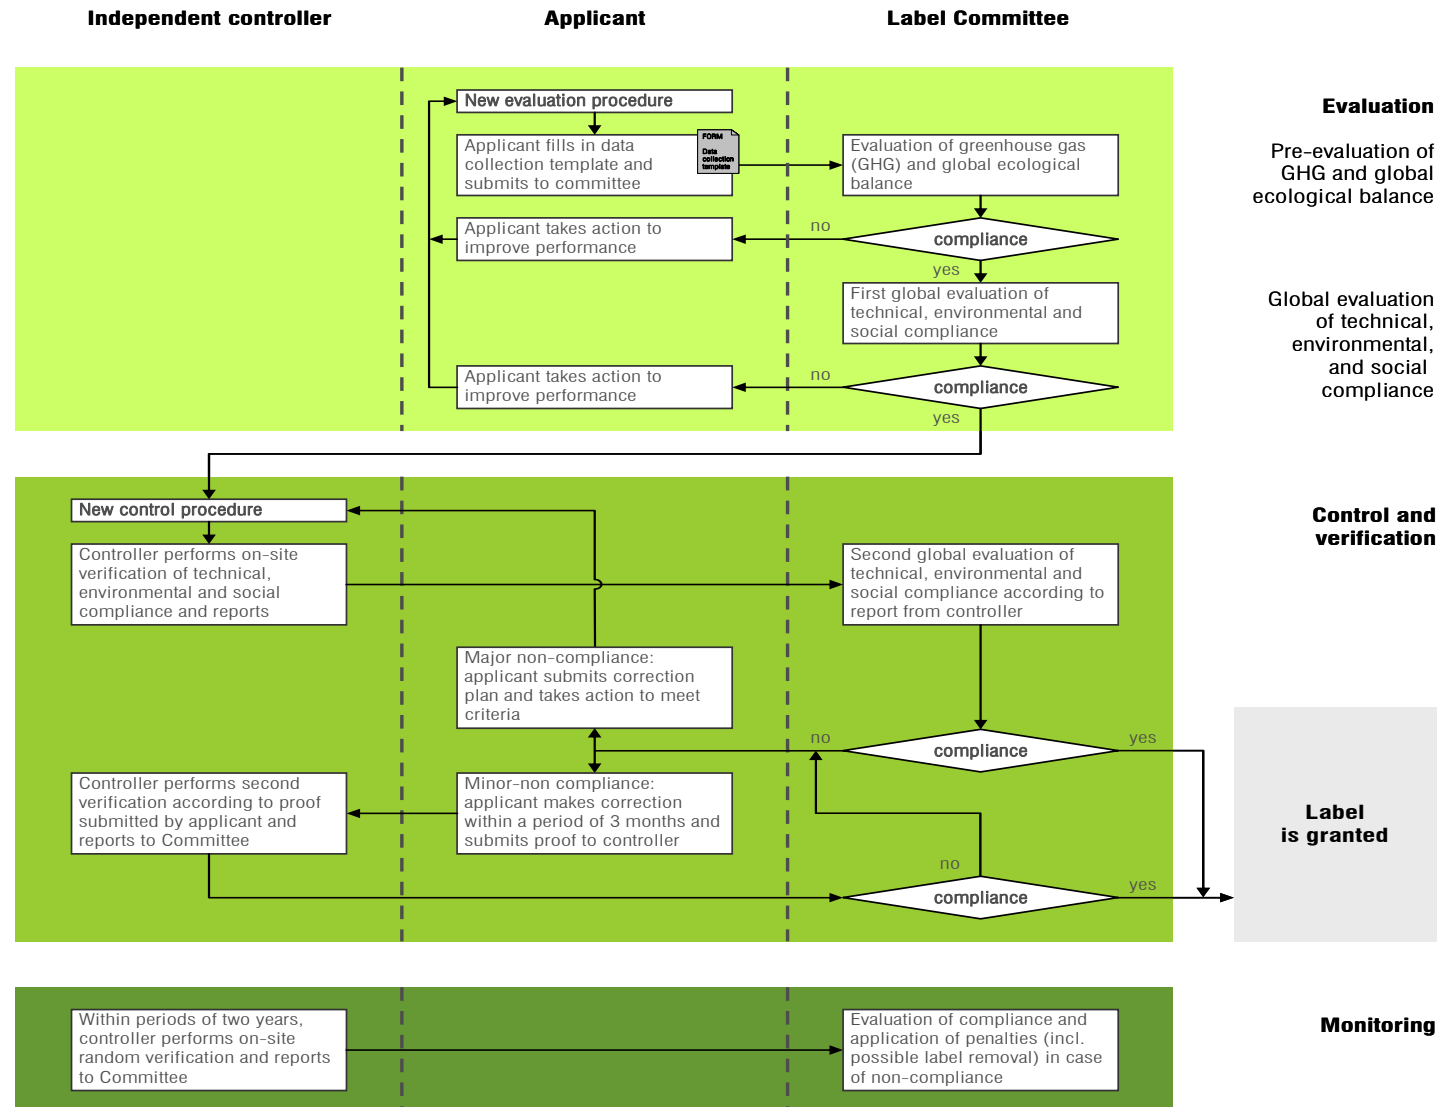 Independent controller
Applicant
Label Committee
Evaluation
Pre-evaluation of
GHG and global
ecological balance
New evaluation procedure
Applicant fills in data
collection template and
submits to committee
FORM
Data
collection
template
Evaluation of greenhouse gas
(GHG) and global ecological
balance
Applicant takes action to
improve performance
no
compliance
yes
First global evaluation of
technical, environmental and
social compliance
Global evaluation
of technical,
environmental,
and social
compliance
Applicant takes action to
improve performance
no
compliance
yes
Control and
verification
New control procedure
Controller performs on-site
verification of technical,
environmental and social
compliance and reports
Second global evaluation of
technical, environmental and
social compliance according to
report from controller
Major non-compliance:
applicant submits correction
plan and takes action to meet
criteria
no
compliance
yes
Controller performs second
verification according to proof
submitted by applicant and
reports to Committee
Minor-non compliance:
applicant makes correction
within a period of 3 months and
submits proof to controller
no
compliance
yes
Label
is granted
Monitoring
Within periods of two years,
controller performs on-site
random verification and reports
to Committee
Evaluation of compliance and
application of penalties (incl.
possible label removal) in case
of non-compliance